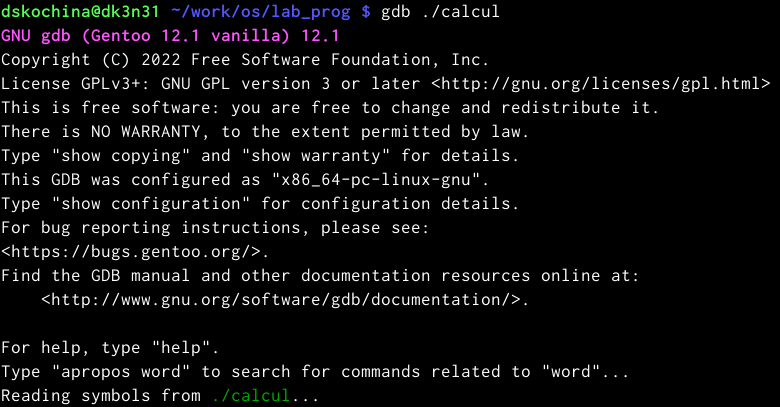 dskochina@dk3n31 ~/work/os/lab_prog $ gdb ./calcul
GNU gdb (Gentoo 12.1 vanilla) 12.1
Copyright (C) 2022 Free Software Foundation, Inc.
License GPLv3+: GNU GPL version 3 or later <http://gnu.org/licenses/gpl.html>
This is free software: you are free to change and redistribute it.
There is NO WARRANTY, to the extent permitted by law.
Type "show copying" and "show warranty" for details.
This GDB was configured as "x86_64-pc-linux-gnu".
Type "show configuration" for configuration details.
For bug reporting instructions, please see:
<https://bugs.gentoo.org/>.
Find the GDB manual and other documentation resources online at:
    <http://www.gnu.org/software/gdb/documentation/>.

For help, type "help".
Type "apropos word" to search for commands related to "word"...
Reading symbols from ./calcul...